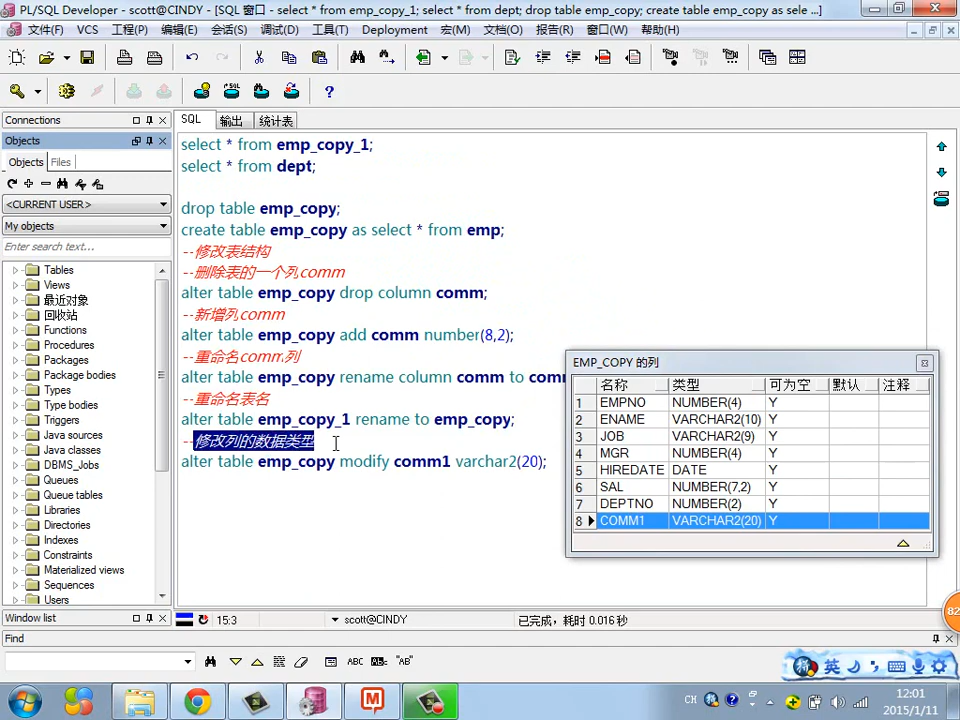 PL/SQL Developer - scott@CINDY - [SQL 窗口 - select * from emp_copy_1; select * from dept; drop table emp_copy; create table emp_copy as sele ...]
文件(F) VCS 工程(P) 编辑(E) 会话(S) 调试(D) 工具(T) Deployment 宏(M) 文档(O) 报告(R) 窗口(W) 帮助(H)
Connections
Objects
Objects Files
<CURRENT USER>
My objects
Enter search text...
Tables
Views
最近对象
回收站
Functions
Procedures
Packages
Package bodies
Types
Type bodies
Triggers
Java sources
Java classes
DBMS_Jobs
Queues
Queue tables
Libraries
Directories
Indexes
Constraints
Materialized views
Sequences
Users
Window list
SQL 输出 统计表
select * from emp_copy_1;
select * from dept;
drop table emp_copy;
create table emp_copy as select * from emp;
--修改表结构
--删除表的一个列comm
alter table emp_copy drop column comm;
--新增列comm
alter table emp_copy add comm number(8,2);
--重命名comm列
alter table emp_copy rename column comm to comm
--重命名表名
alter table emp_copy_1 rename to emp_copy;
--修改列的数据类型
alter table emp_copy modify comm1 varchar2(20);
EMP_COPY 的列
名称 类型 可为空 默认 注释
1 EMPNO NUMBER(4) Y
2 ENAME VARCHAR2(10) Y
3 JOB VARCHAR2(9) Y
4 MGR NUMBER(4) Y
5 HIREDATE DATE Y
6 SAL NUMBER(7,2) Y
7 DEPTNO NUMBER(2) Y
8 COMM1 VARCHAR2(20) Y
15:3 scott@CINDY 已完成，耗时 0.016 秒
82
Find
ABC "AB"
英
CH
12:01
2015/1/11